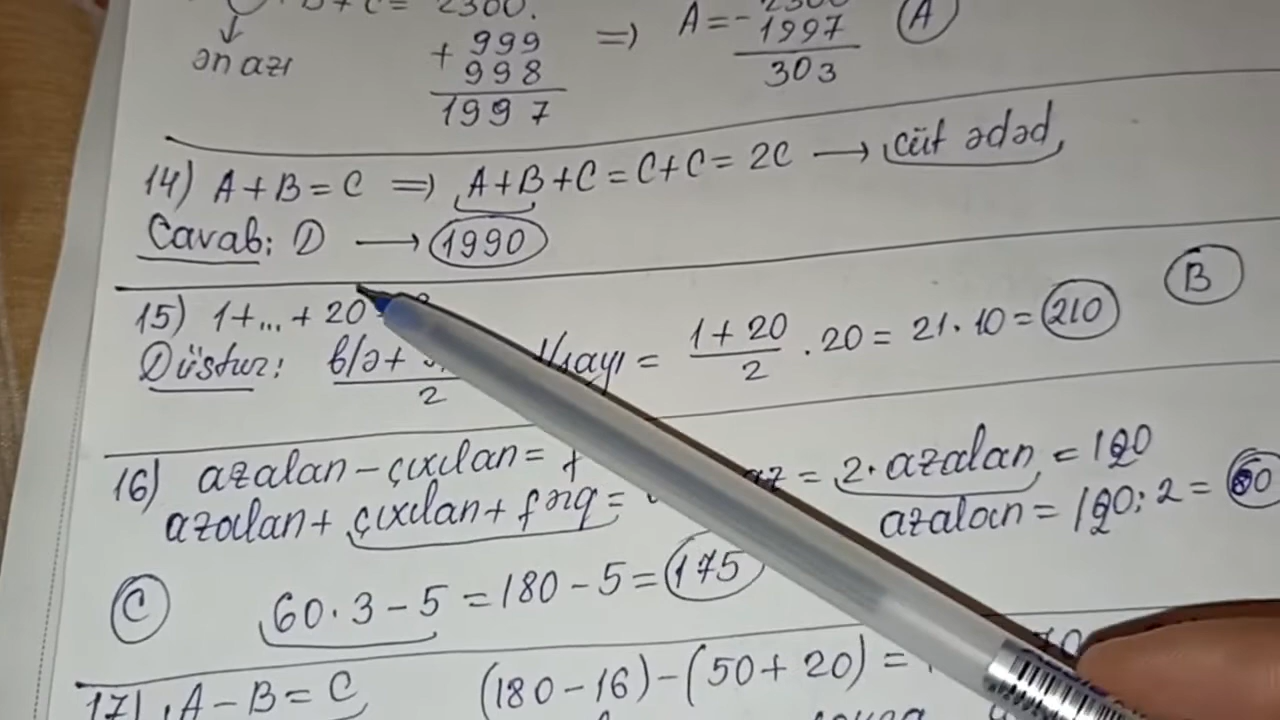 B + C = 2300.
ən azı
+ 999
998
1997
=> A = - 2300
1997
303
A
14) A + B = C => A + B + C = C + C = 2C → cüt ədəd,
Cavab: D → 1990
15) 1 + ... + 20
B
Düstur: b/ə +
2
sayı = 1 + 20
2
· 20 = 21 · 10 = 210
16) azalan – çıxılan =
azalan + çıxılan + fərq =
= 2 · azalan = 120
azalan = 120 : 2 = 60
C
60 · 3 – 5 = 180 – 5 = 175
17) A – B = C
(180 – 16) – (50 + 20) =